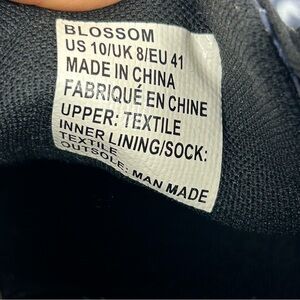 BLOSSOM
US 10/UK 8/EU 41
MADE IN CHINA
FABRIQUÉ EN CHINE
UPPER: TEXTILE
INNER LINING/SOCK:
TEXTILE
OUTSOLE: MAN MADE